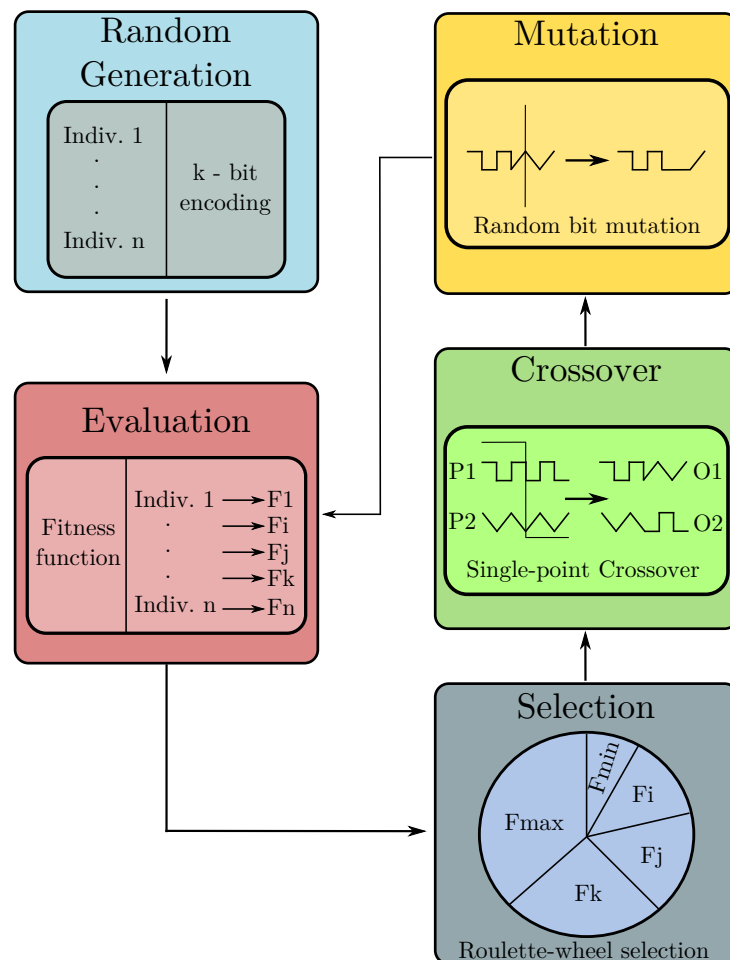 Random
Generation
Indiv. 1
.
.
.
Indiv. n
k - bit
encoding
Mutation
Random bit mutation
Evaluation
Fitness
function
Indiv. 1 F1
. Fi
. Fj
. Fk
Indiv. n Fn
Crossover
P1 O1
P2 O2
Single-point Crossover
Selection
Fmin
Fi
Fmax
Fj
Fk
Roulette-wheel selection